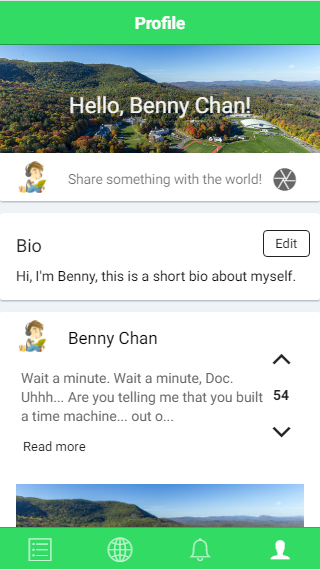 Profile
Hello, Benny Chan!
Share something with the world!
Bio
Edit
Hi, I'm Benny, this is a short bio about myself.
Benny Chan
Wait a minute. Wait a minute, Doc.
Uhhh... Are you telling me that you built
a time machine... out o...
54
Read more